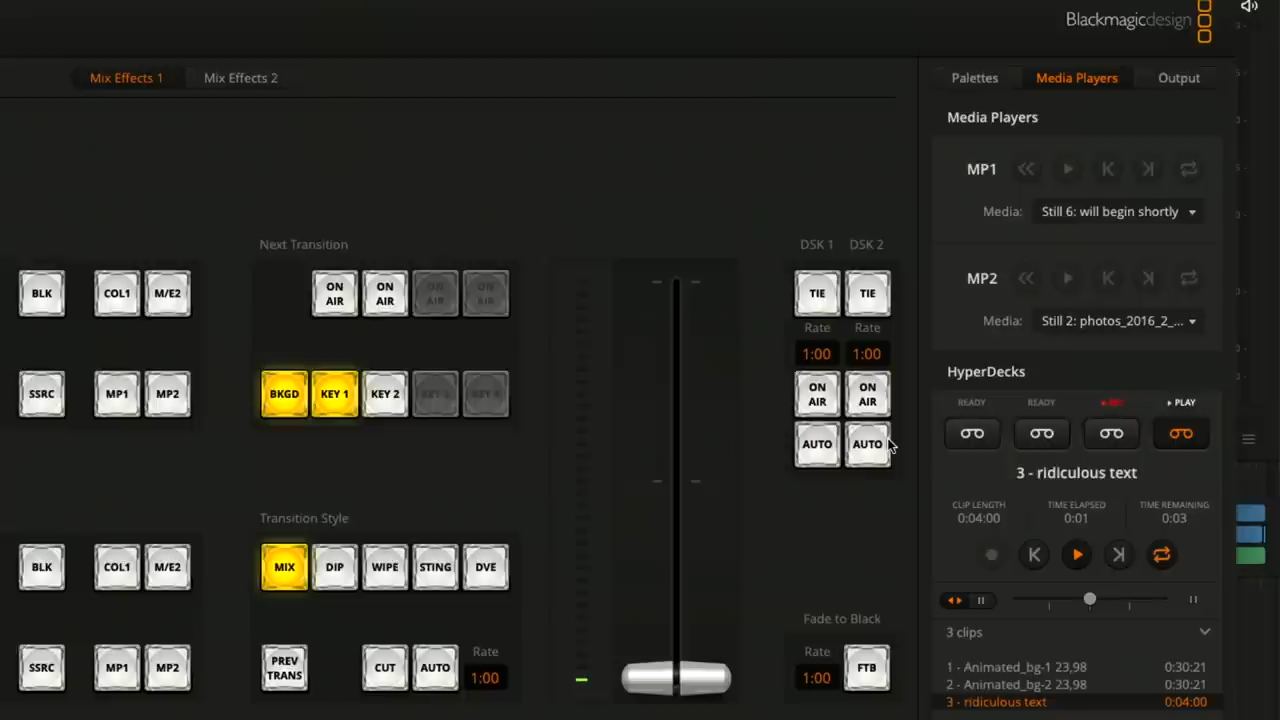 Blackmagicdesign
Mix Effects 1
Mix Effects 2
Palettes
Media Players
Output
Media Players
MP1
Media:
Still 6: will begin shortly
MP2
Media:
Still 2: photos_2016_2_...
Next Transition
DSK 1
DSK 2
BLK
COL1
M/E2
ON AIR
ON AIR
ON AIR
ON AIR
TIE
TIE
Rate
Rate
1:00
1:00
SSRC
MP1
MP2
BKGD
KEY 1
KEY 2
ON AIR
ON AIR
AUTO
AUTO
HyperDecks
READY
READY
PLAY
3 - ridiculous text
CLIP LENGTH
TIME ELAPSED
TIME REMAINING
0:04:00
0:01
0:03
Transition Style
BLK
COL1
M/E2
MIX
DIP
WIPE
STING
DVE
Fade to Black
SSRC
MP1
MP2
PREV TRANS
CUT
AUTO
Rate
1:00
Rate
1:00
FTB
3 clips
1 - Animated_bg-1 23,98
0:30:21
2 - Animated_bg-2 23,98
0:30:21
3 - ridiculous text
0:04:00